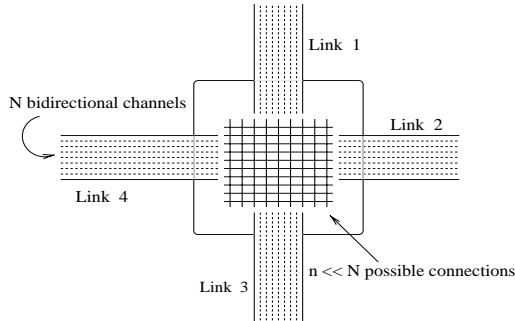 Link 1
N bidirectional channels
Link 2
Link 4
n << N possible connections
Link 3